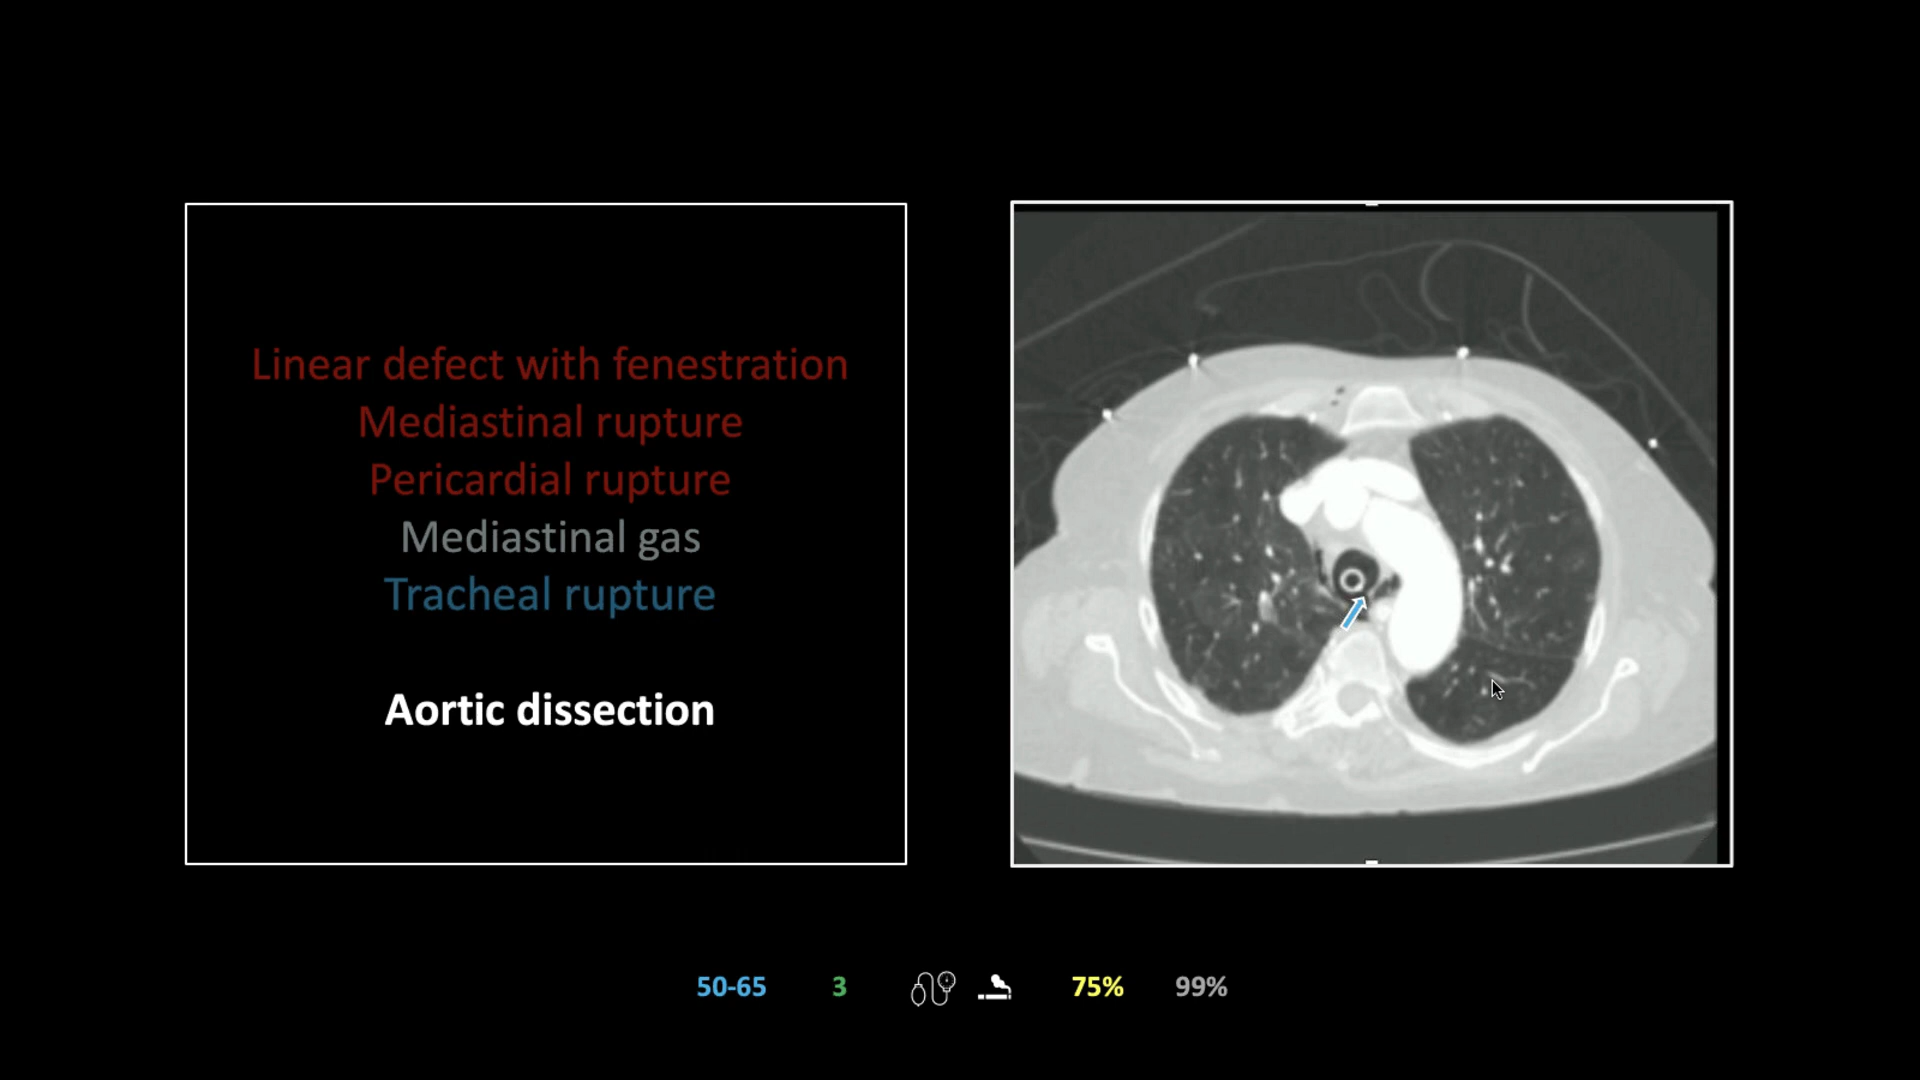 Linear defect with fenestration
Mediastinal rupture
Pericardial rupture
Mediastinal gas
Tracheal rupture
Aortic dissection
50-65 3 75% 99%